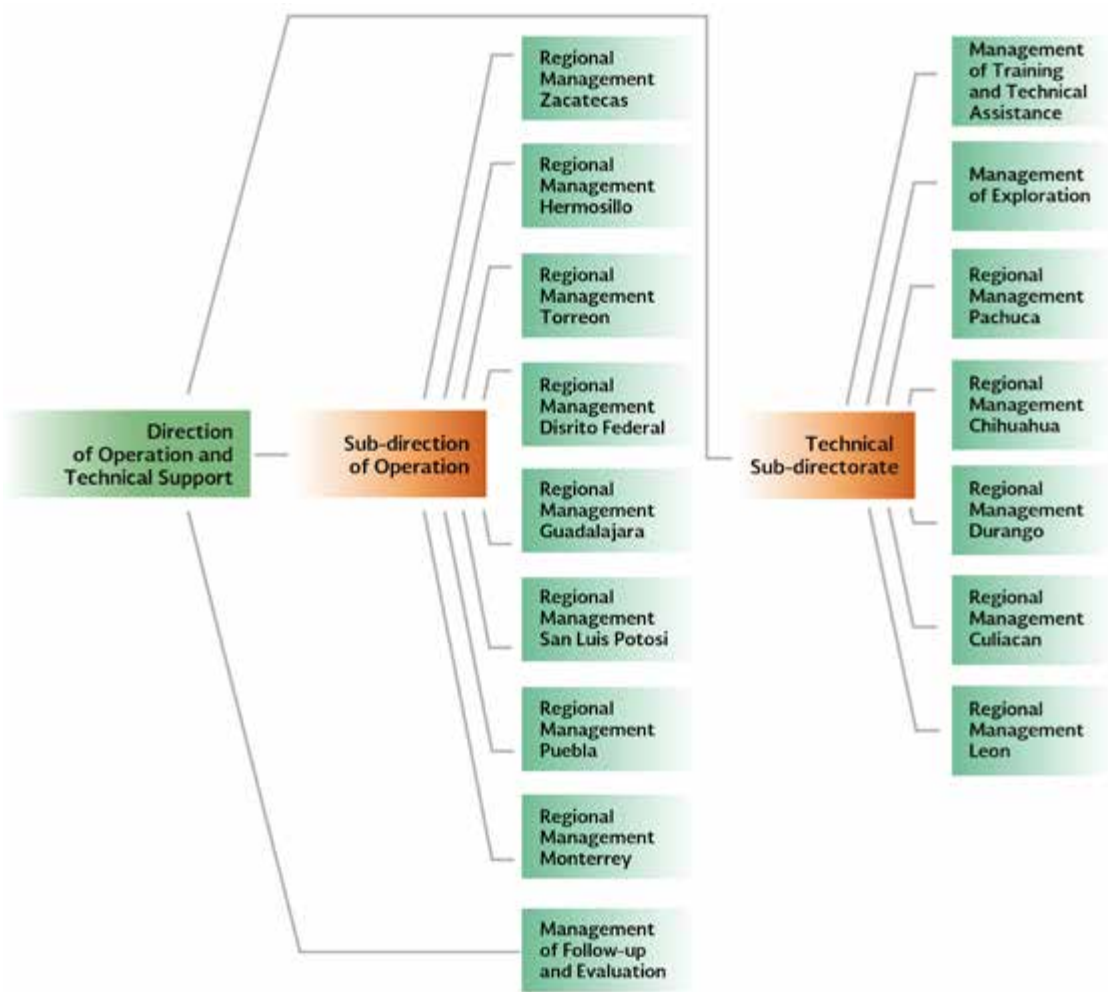 Direction
of Operation and
Technical Support
Sub-direction
of Operation
Regional
Management
Zacatecas
Regional
Management
Hermosillo
Regional
Management
Torreon
Regional
Management
Disrito Federal
Regional
Management
Guadalajara
Regional
Management
San Luis Potosi
Regional
Management
Puebla
Regional
Management
Monterrey
Management
of Follow-up
and Evaluation
Technical
Sub-directorate
Management
of Training
and Technical
Assistance
Management
of Exploration
Regional
Management
Pachuca
Regional
Management
Chihuahua
Regional
Management
Durango
Regional
Management
Culiacan
Regional
Management
Leon